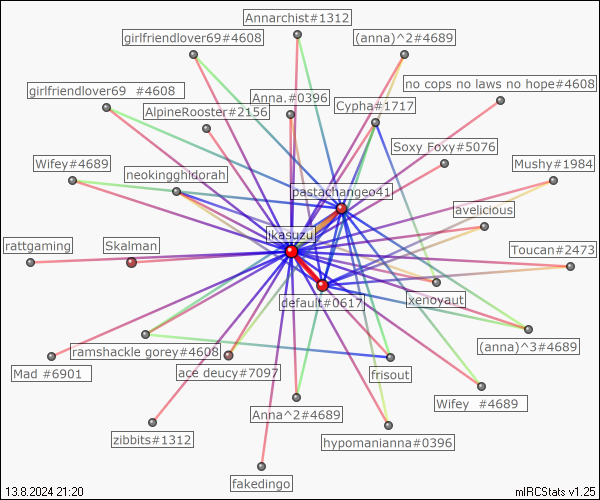 Annarchist#1312
girlfriendlover69#4608
(anna)^2#4689
no cops no laws no hope#4608
girlfriendlover69 #4608
Anna.#0396
AlpineRooster#2156
Cypha#1717
Soxy Foxy#5076
Wifey#4689
neokingghidorah
Mushy#1984
pastachangeo41
avelicious
jkasuzu
rattgaming
Skalman
Toucan#2473
default#0617
xenoyaut
ramshackle gorey#4608
(anna)^3#4689
Mad #6901
ace deucy#7097
frisout
Anna^2#4689
Wifey #4689
zibbits#1312
hypomanianna#0396
fakedingo
13.8.2024 21:20
mIRCStats v1.25